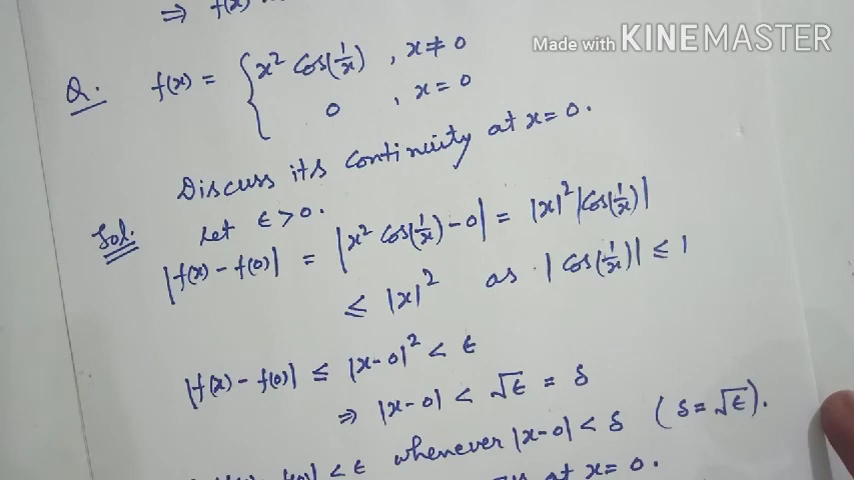 ⇒ f(x)
Made with KINEMASTER
Q. f(x) = { x² Cos(1/x) , x ≠ 0
0 , x = 0
Discuss its continuity at x = 0.
Sol. Let ϵ > 0.
|f(x) - f(0)| = |x² Cos(1/x) - 0| = |x|² |Cos(1/x)|
≤ |x|² as |Cos(1/x)| ≤ 1
|f(x) - f(0)| ≤ |x-0|² < ϵ
⇒ |x-0| < √ϵ = δ
< ϵ whenever |x-0| < δ (δ = √ϵ).
at x = 0.